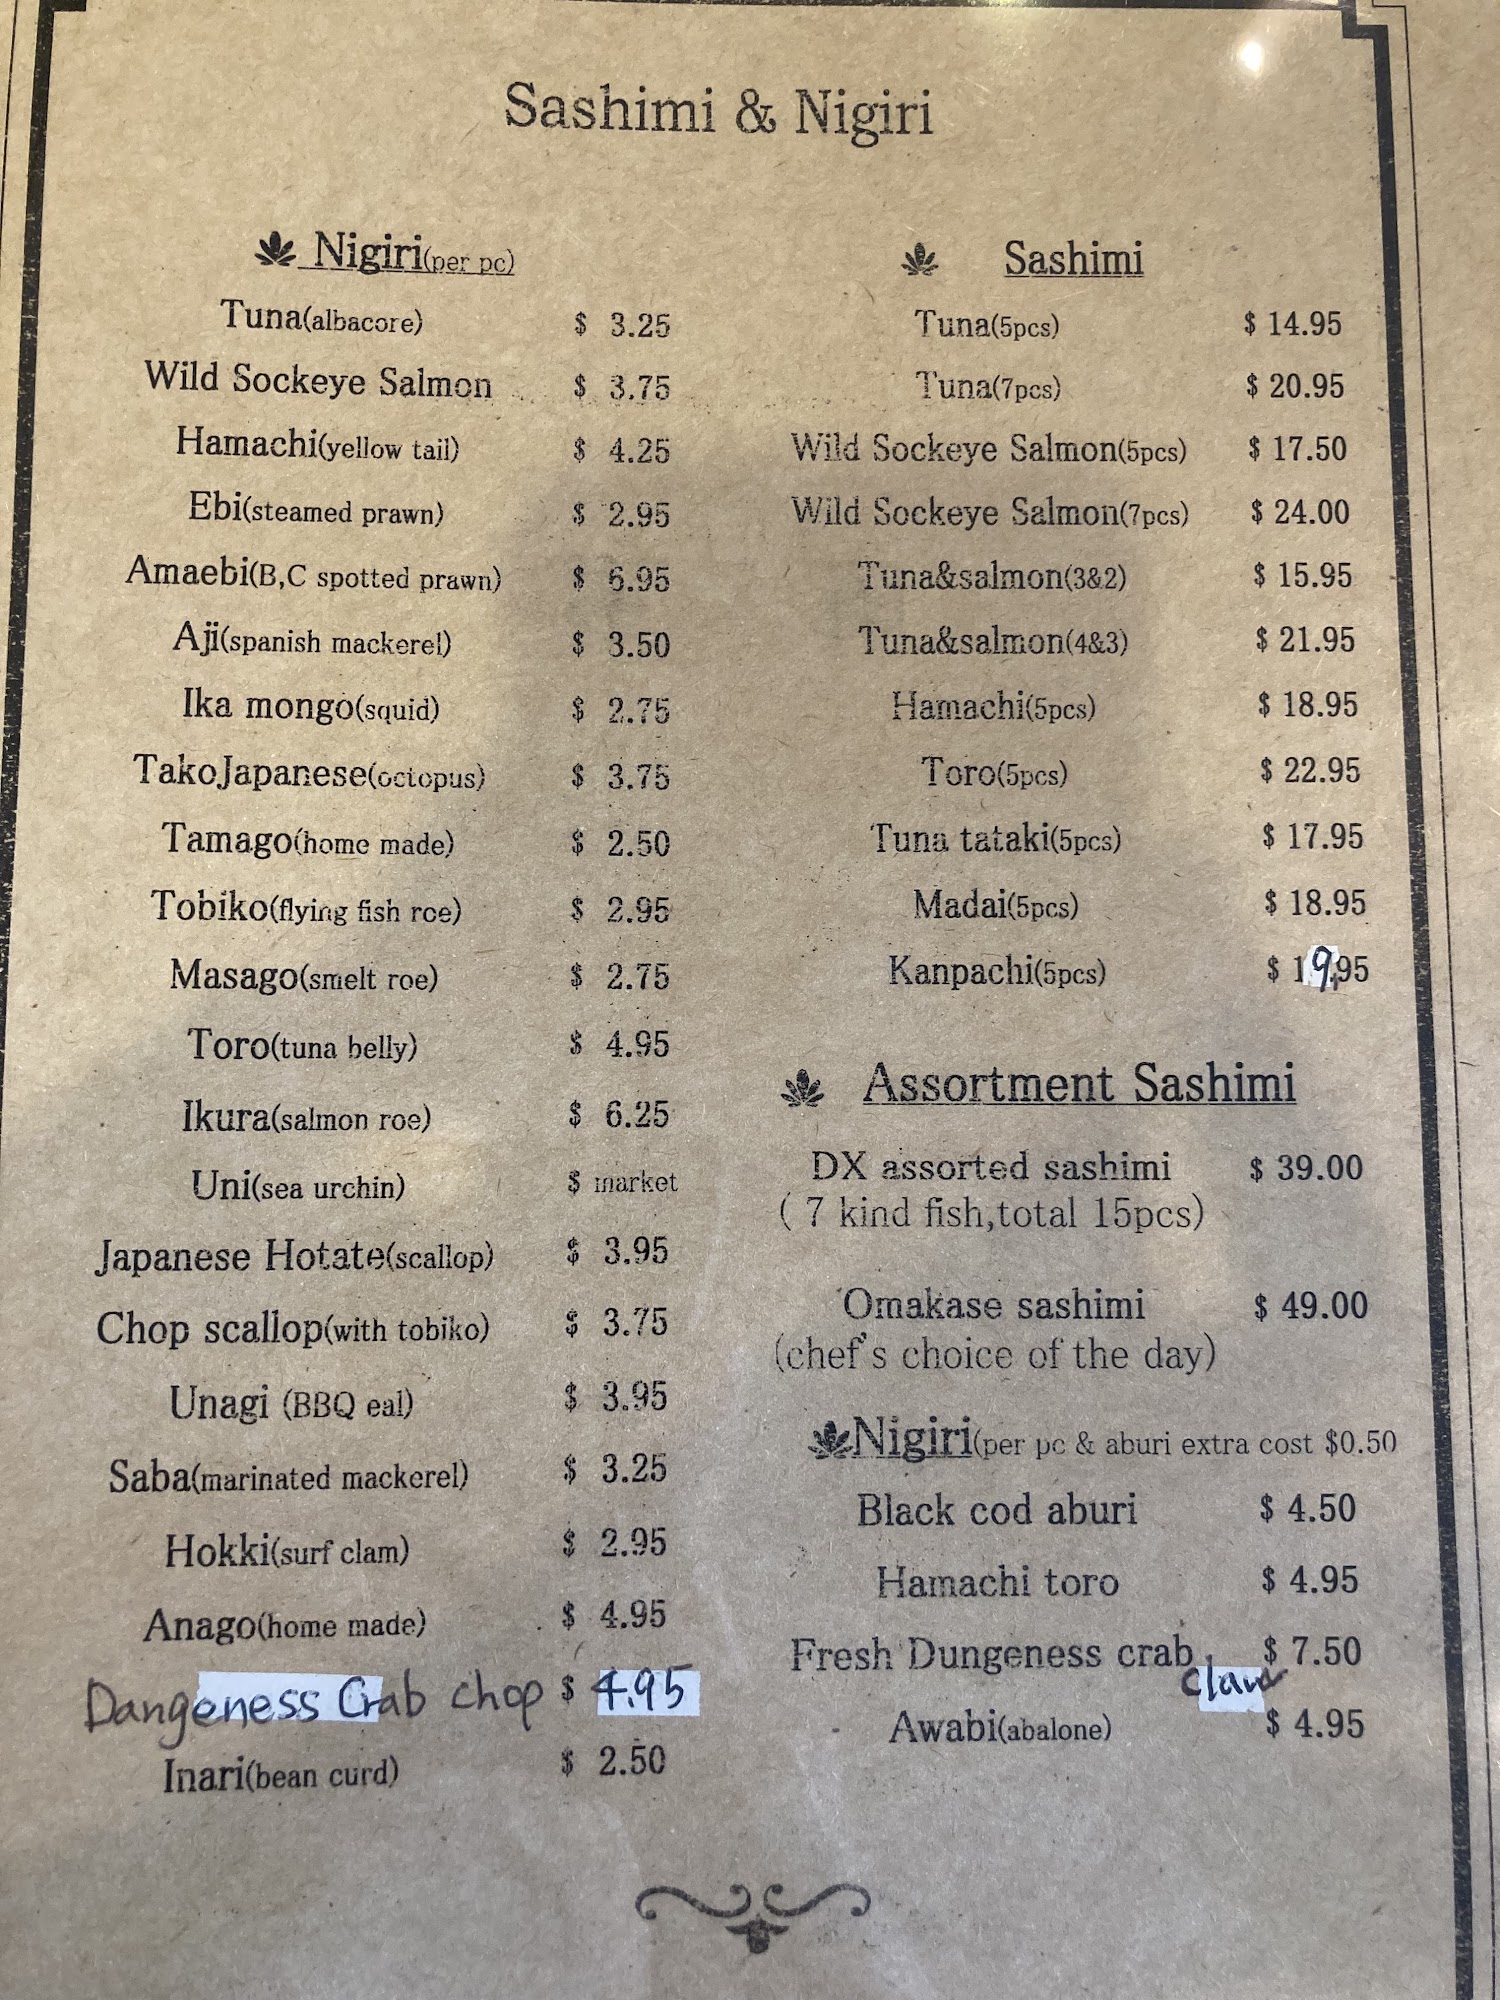 Sashimi & Nigiri
Nigiri(per pc)
Tuna(albacore) $ 3.25
Wild Sockeye Salmon $ 3.75
Hamachi(yellow tail) $ 4.25
Ebi(steamed prawn) $ 2.95
Amaebi(B,C spotted prawn) $ 6.95
Aji(spanish mackerel) $ 3.50
Ika mongo(squid) $ 2.75
TakoJapanese(octopus) $ 3.75
Tamago(home made) $ 2.50
Tobiko(flying fish roe) $ 2.95
Masago(smelt roe) $ 2.75
Toro(tuna belly) $ 4.95
Ikura(salmon roe) $ 6.25
Uni(sea urchin) $ market
Japanese Hotate(scallop) $ 3.95
Chop scallop(with tobiko) $ 3.75
Unagi (BBQ eal) $ 3.95
Saba(marinated mackerel) $ 3.25
Hokki(surf clam) $ 2.95
Anago(home made) $ 4.95
Dangeness Crab chop $ 4.95
Inari(bean curd) $ 2.50
Sashimi
Tuna(5pcs) $ 14.95
Tuna(7pcs) $ 20.95
Wild Sockeye Salmon(5pcs) $ 17.50
Wild Sockeye Salmon(7pcs) $ 24.00
Tuna&salmon(3&2) $ 15.95
Tuna&salmon(4&3) $ 21.95
Hamachi(5pcs) $ 18.95
Toro(5pcs) $ 22.95
Tuna tataki(5pcs) $ 17.95
Madai(5pcs) $ 18.95
Kanpachi(5pcs) $ 19.95
Assortment Sashimi
DX assorted sashimi $ 39.00
( 7 kind fish,total 15pcs)
Omakase sashimi $ 49.00
(chef's choice of the day)
Nigiri(per pc & aburi extra cost $0.50
Black cod aburi $ 4.50
Hamachi toro $ 4.95
Fresh Dungeness crab $ 7.50
Awabi(abalone) $ 4.95